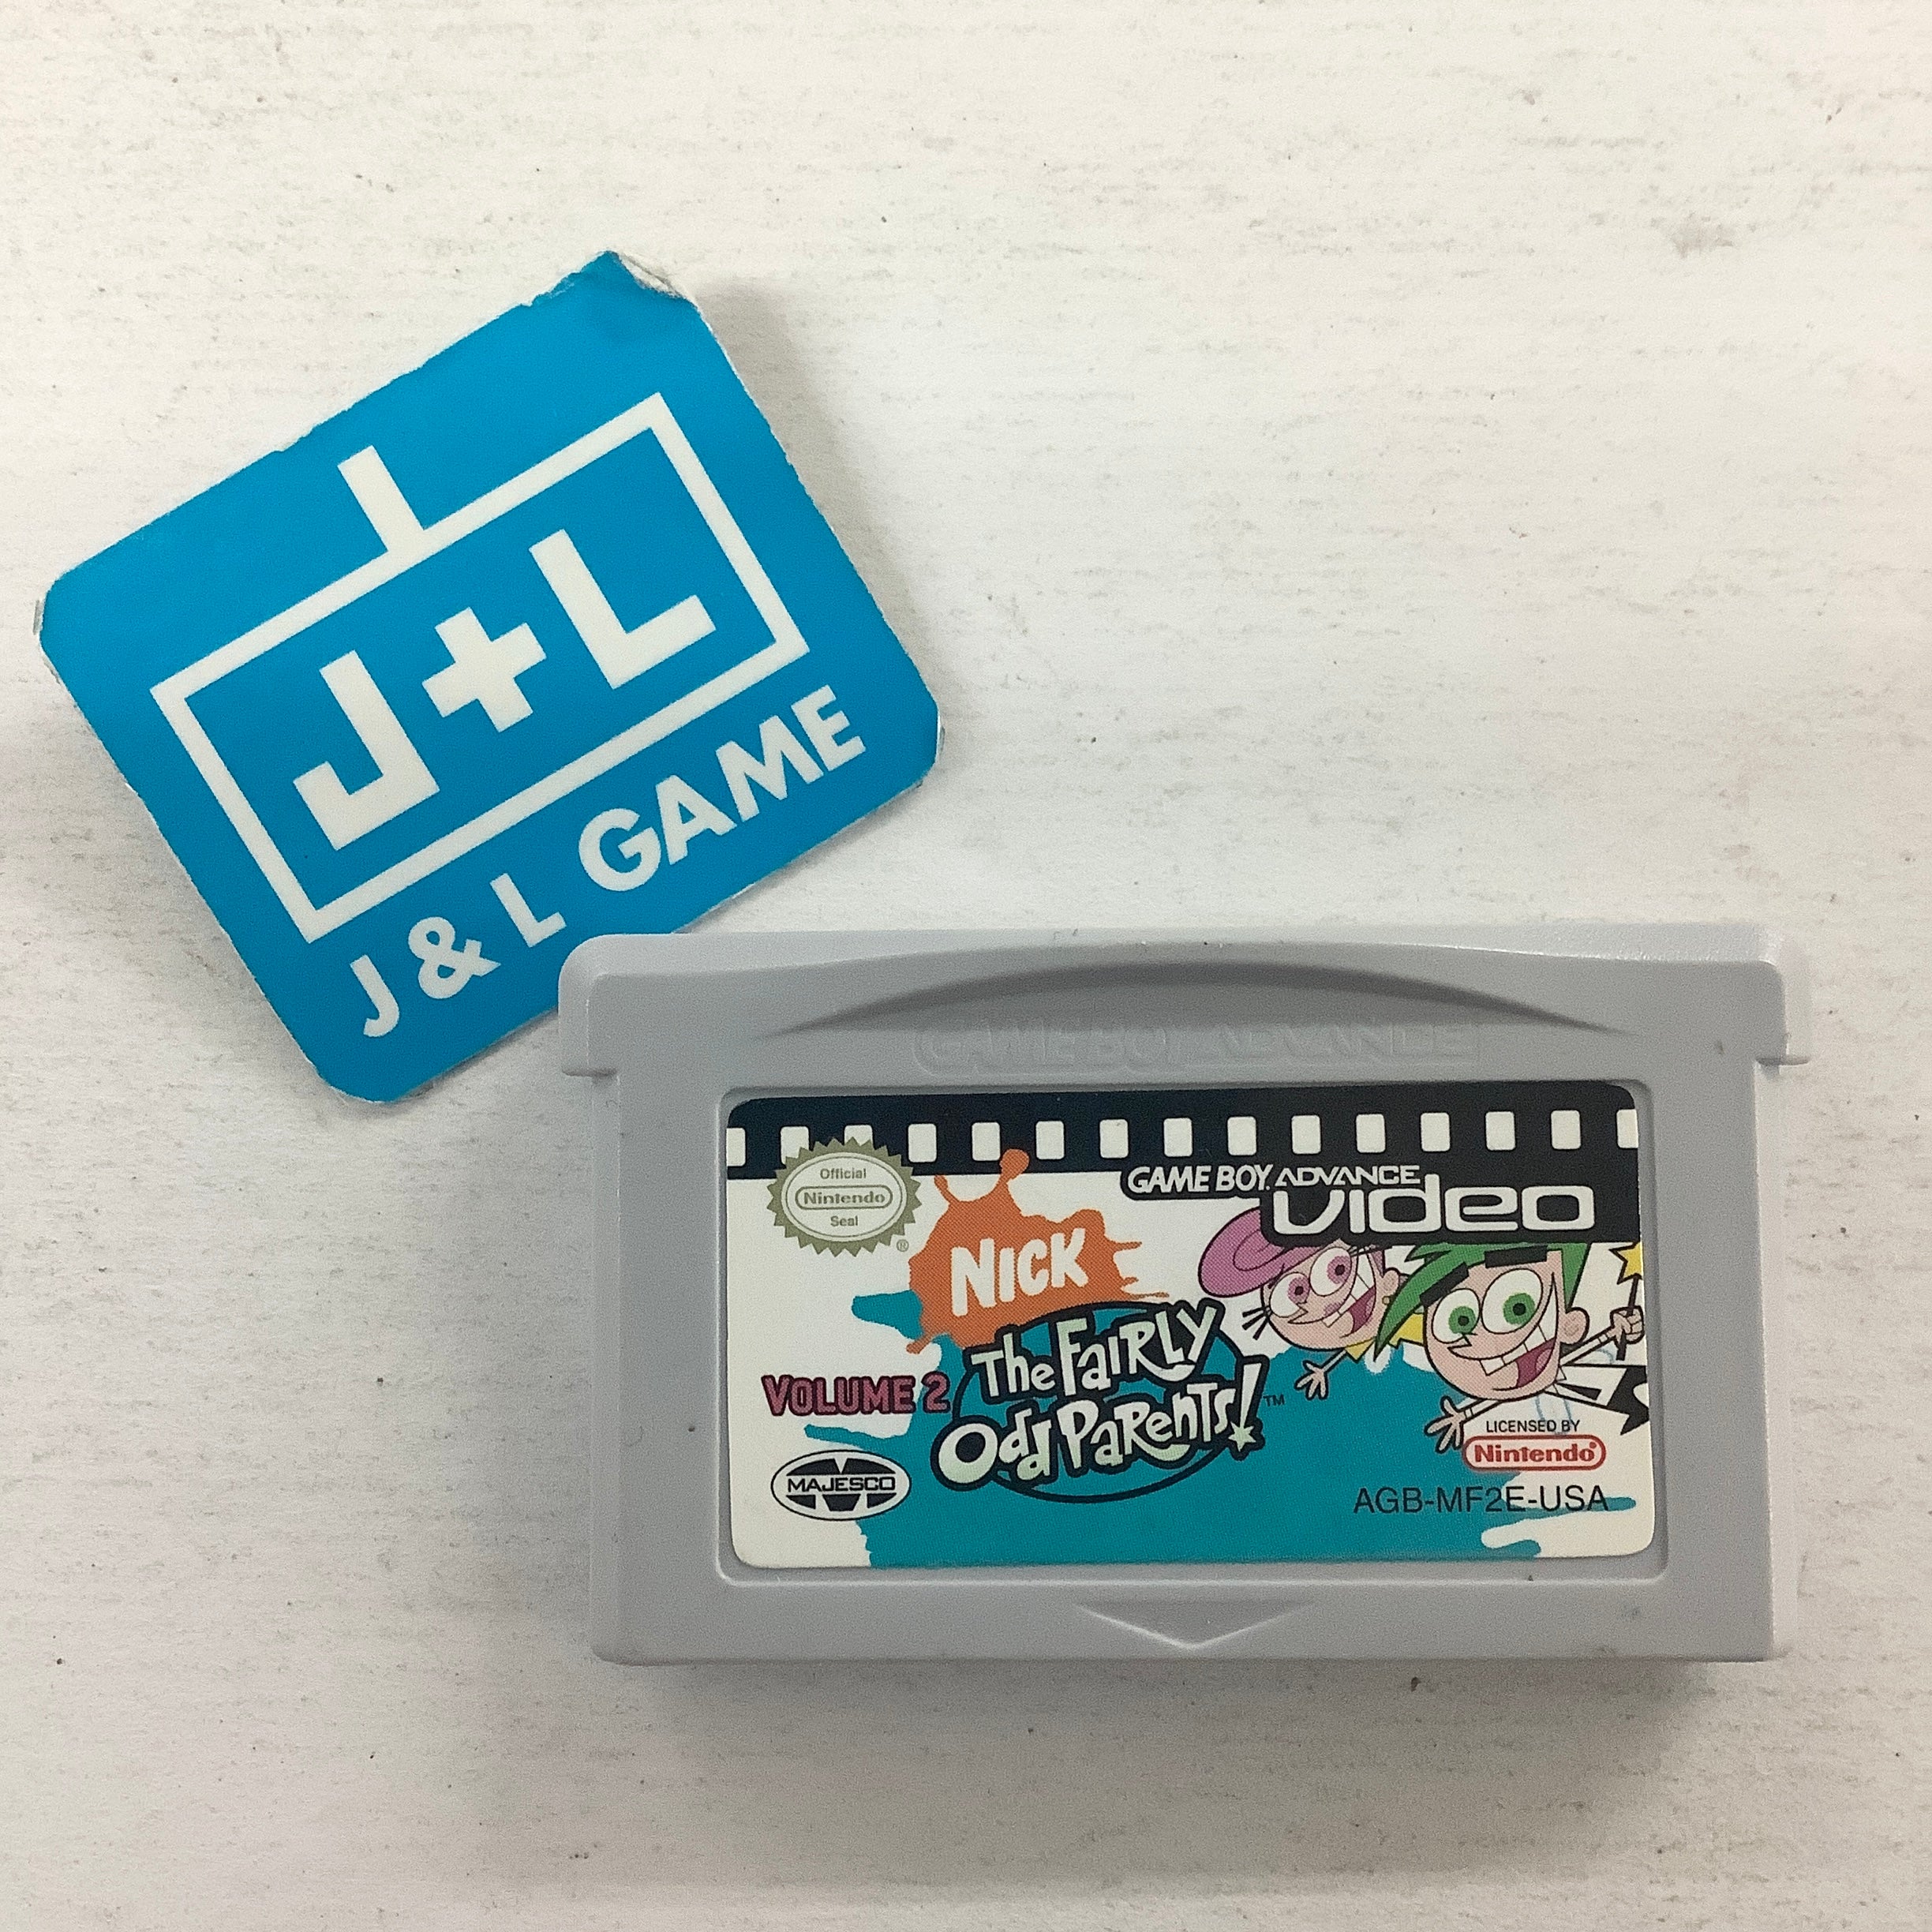 J+L
J & L GAME
GAME BOY ADVANCE
GAME BOY ADVANCE
video
Official
Nintendo
Seal
®
NICK
The FAIRLY
Odd PARENTS!
TM
VOLUME 2
MAJESCO
LICENSED BY
Nintendo®
AGB-MF2E-USA